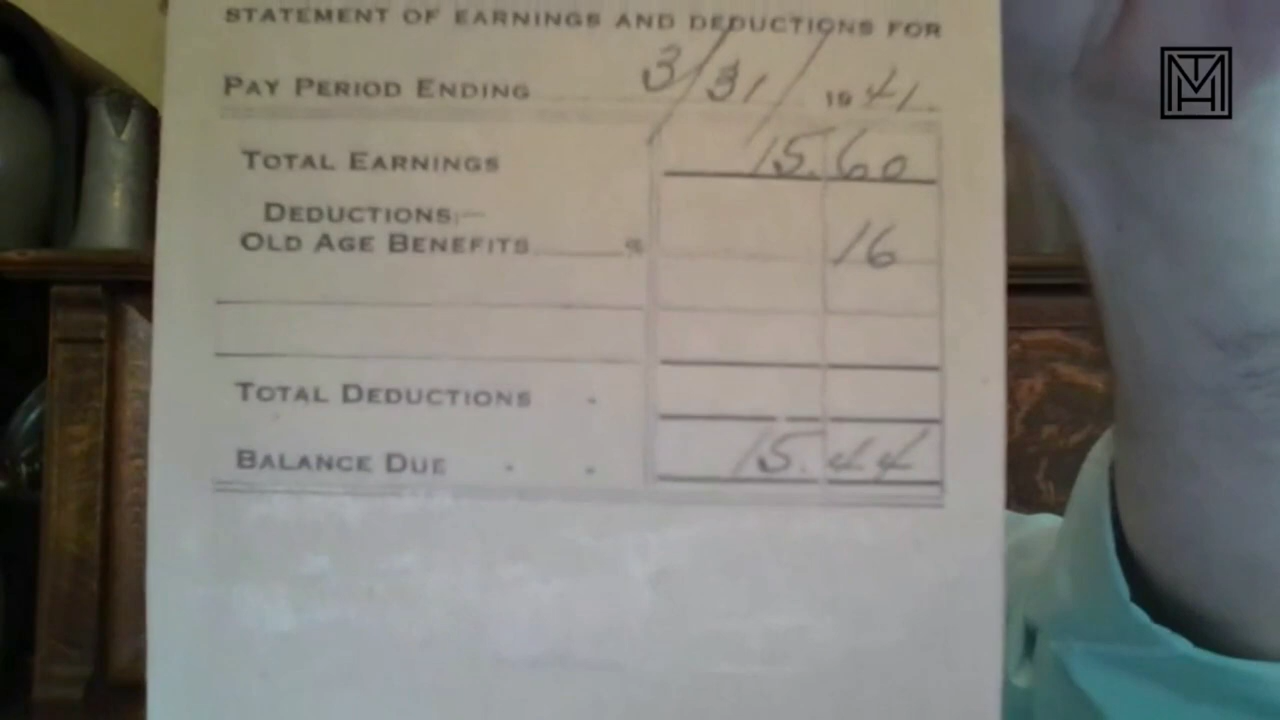 STATEMENT OF EARNINGS AND DEDUCTIONS FOR
PAY PERIOD ENDING 3/31/ 1941
TOTAL EARNINGS 15.60
DEDUCTIONS:—
OLD AGE BENEFITS % 16
TOTAL DEDUCTIONS
BALANCE DUE 15.44